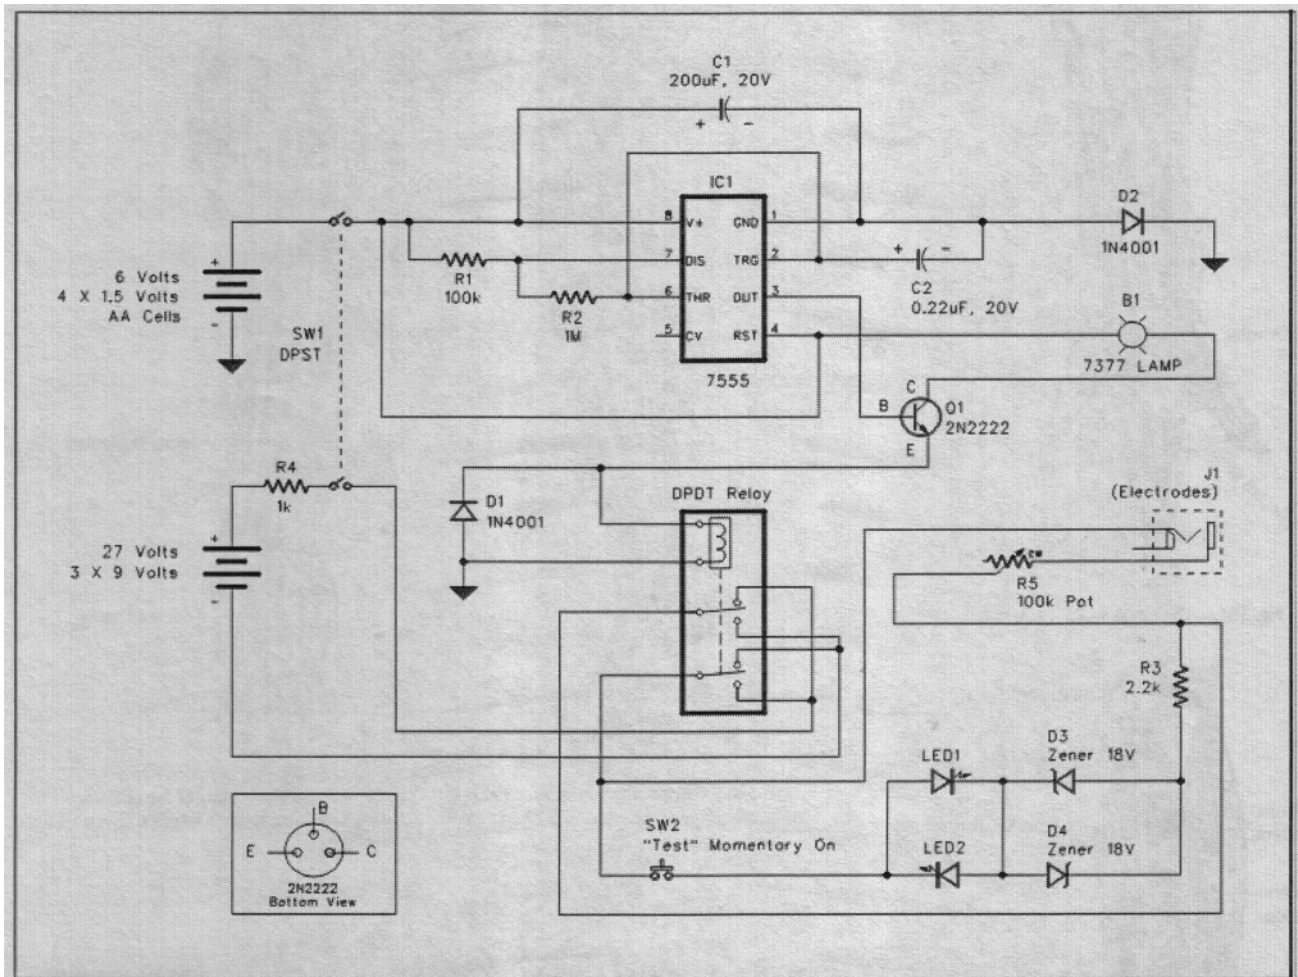 C1
200uF, 20V
+ -
IC1
8 V+ GND 1
7 DIS TRG 2
6 THR OUT 3
5 CV RST 4
7555
D2
1N4001
+ -
C2
0.22uF, 20V
R1
100k
R2
1M
+
6 Volts
4 X 1.5 Volts
AA Cells
-
SW1
DPST
B1
7377 LAMP
C
B
E
Q1
2N2222
R4
1k
D1
1N4001
DPDT Relay
J1
(Electrodes)
R5
100k Pot
+
27 Volts
3 X 9 Volts
-
R3
2.2k
LED1
D3
Zener 18V
SW2
"Test" Momentary On
LED2
D4
Zener 18V
B
E C
2N2222
Bottom View